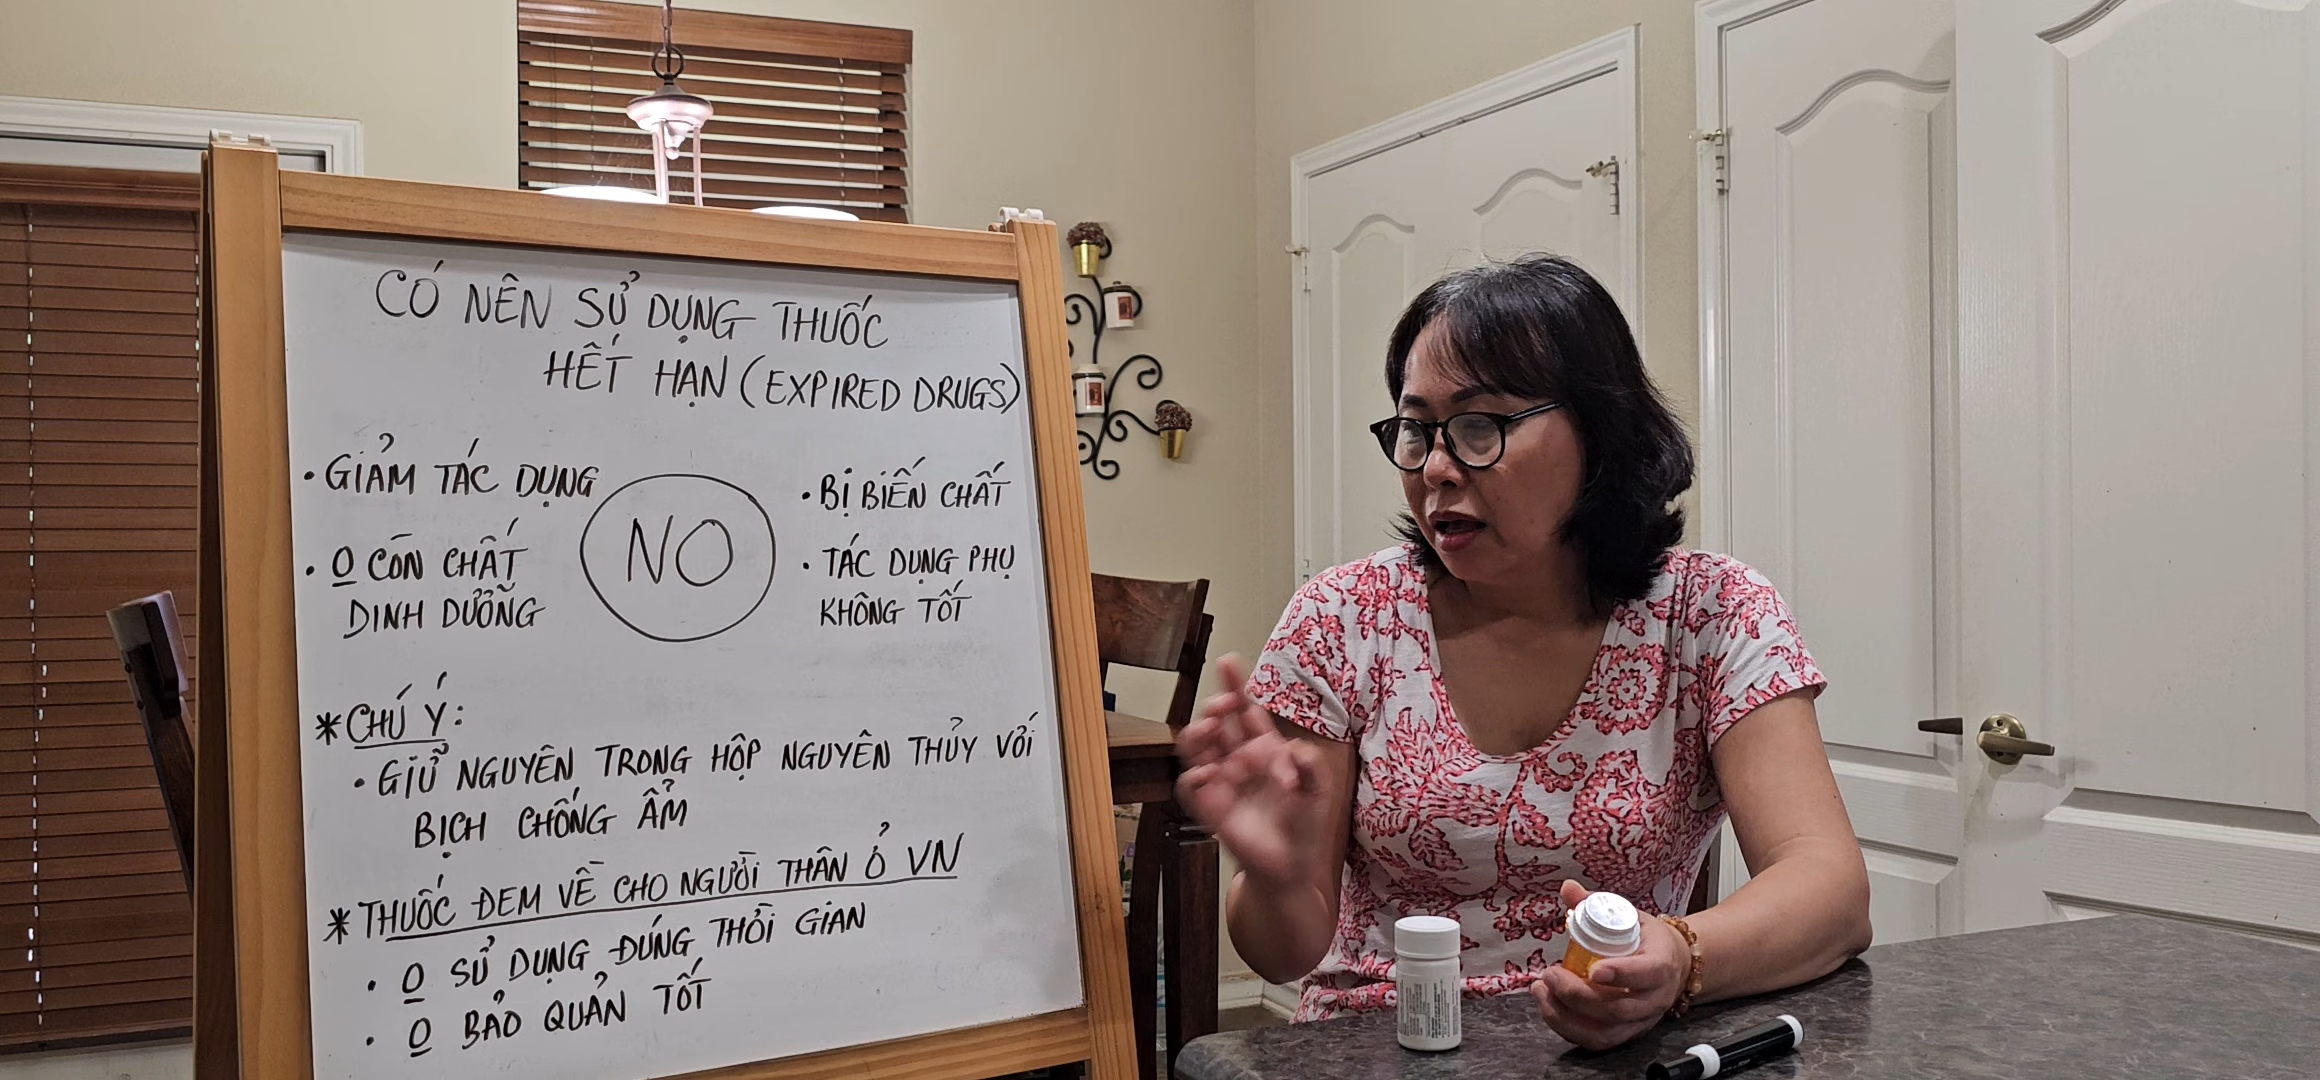 CÓ NÊN SỬ DỤNG THUỐC
HẾT HẠN (EXPIRED DRUGS)
• GIẢM TÁC DỤNG
• O CÒN CHẤT
DINH DƯỠNG
NO
• BỊ BIẾN CHẤT
• TÁC DỤNG PHỤ
KHÔNG TỐT
* CHÚ Ý:
• GIỮ NGUYÊN TRONG HỘP NGUYÊN THỦY VỚI
BỊCH CHỐNG ẨM
* THUỐC ĐEM VỀ CHO NGƯỜI THÂN Ở VN
• O SỬ DỤNG ĐÚNG THỜI GIAN
• O BẢO QUẢN TỐT